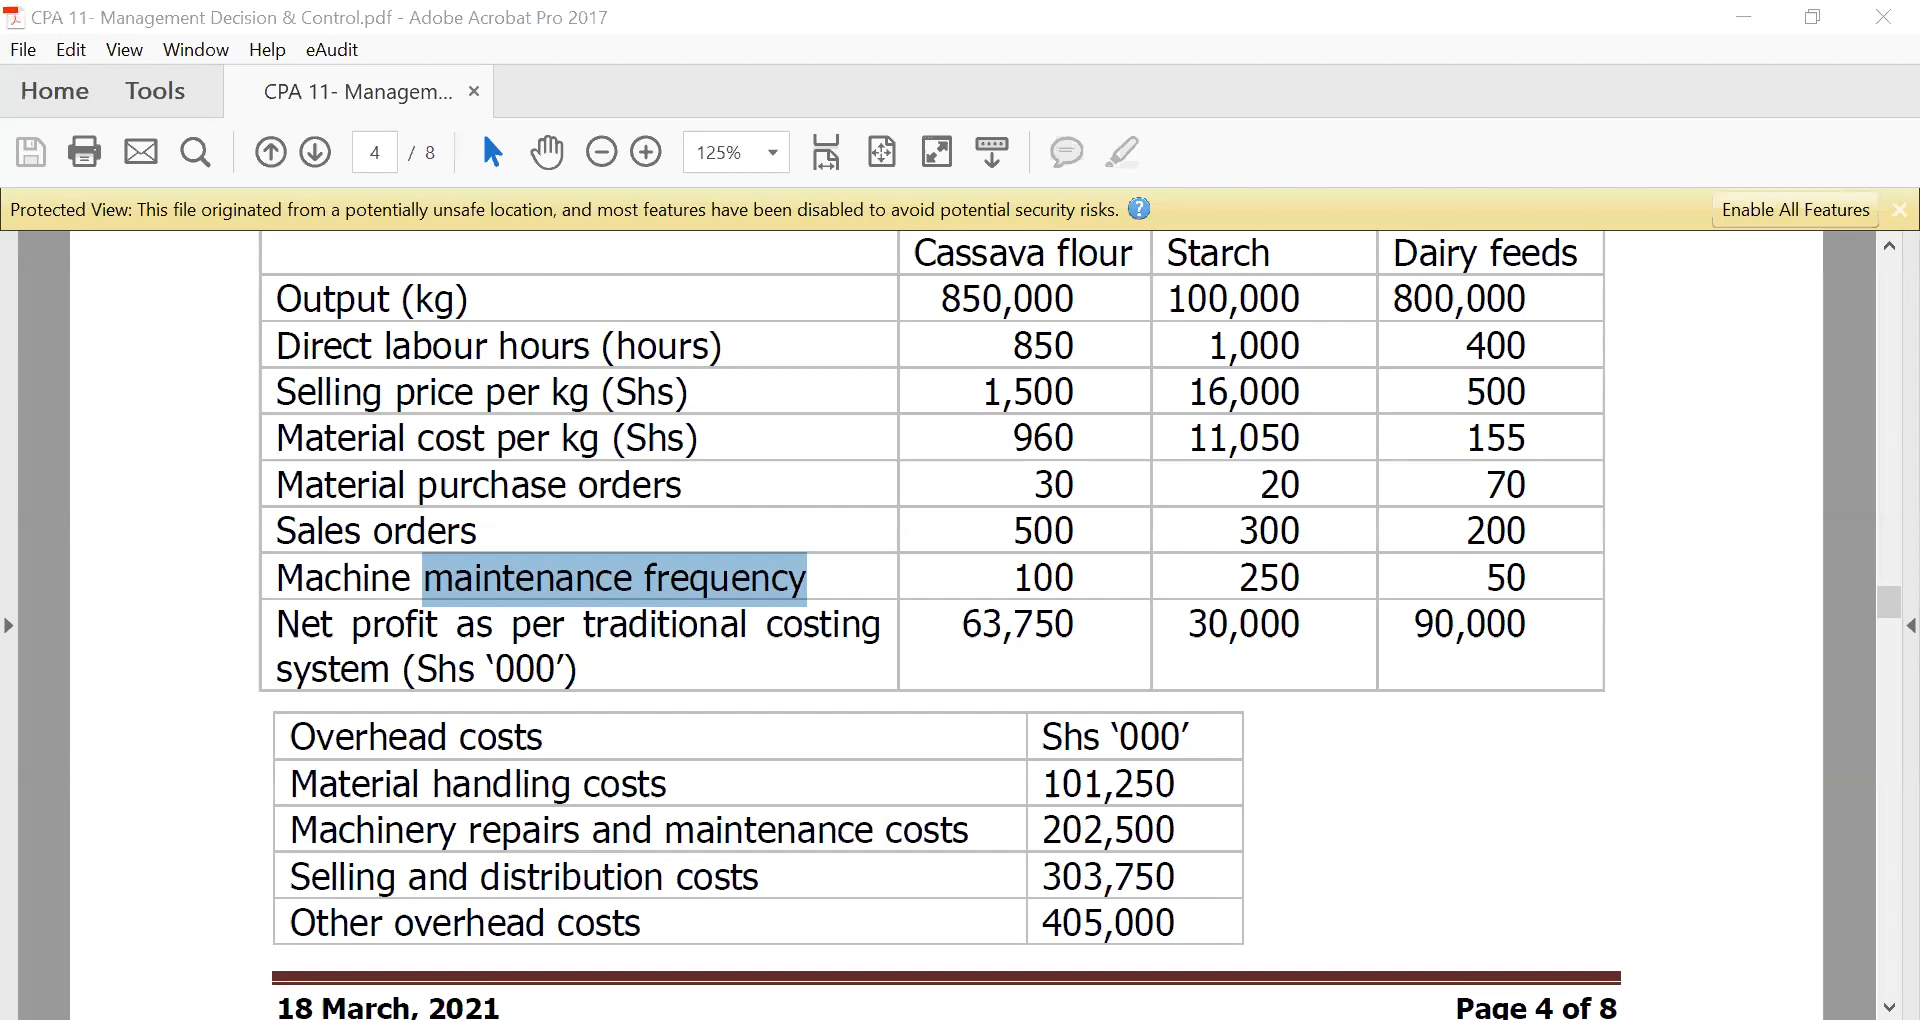 CPA 11- Management Decision & Control.pdf - Adobe Acrobat Pro 2017
File Edit View Window Help eAudit
Home Tools CPA 11- Managem... ×
4 / 8 125%
Protected View: This file originated from a potentially unsafe location, and most features have been disabled to avoid potential security risks. ? Enable All Features
Cassava flour Starch Dairy feeds
Output (kg) 850,000 100,000 800,000
Direct labour hours (hours) 850 1,000 400
Selling price per kg (Shs) 1,500 16,000 500
Material cost per kg (Shs) 960 11,050 155
Material purchase orders 30 20 70
Sales orders 500 300 200
Machine maintenance frequency 100 250 50
Net profit as per traditional costing 63,750 30,000 90,000
system (Shs ‘000’)
Overhead costs Shs ‘000’
Material handling costs 101,250
Machinery repairs and maintenance costs 202,500
Selling and distribution costs 303,750
Other overhead costs 405,000
18 March, 2021 Page 4 of 8